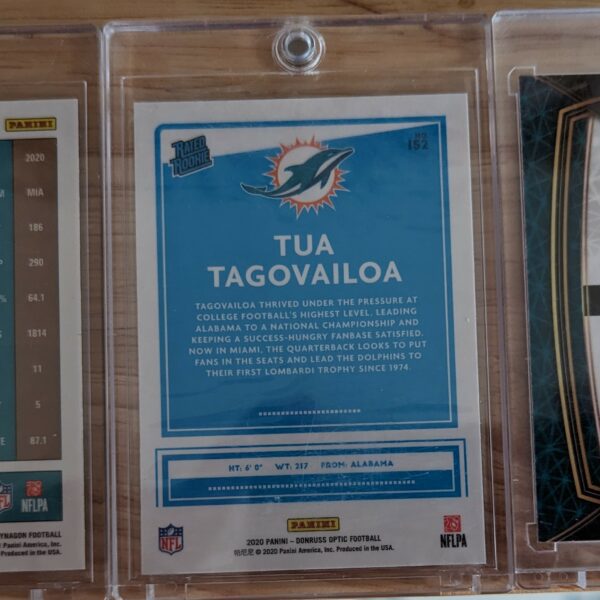 PANINI
2020
M MIA
186
P 290
% 64.1
1814
11
5
E 87.1
NFL
NFLPA
YNAGON FOOTBALL
Panini America, Inc.
Produced in the USA.
RATED
ROOKIE
NO.
152
TUA
TAGOVAILOA
TAGOVAILOA THRIVED UNDER THE PRESSURE AT
COLLEGE FOOTBALL'S HIGHEST LEVEL, LEADING
ALABAMA TO A NATIONAL CHAMPIONSHIP AND
KEEPING A SUCCESS-HUNGRY FANBASE SATISFIED.
NOW IN MIAMI, THE QUARTERBACK LOOKS TO PUT
FANS IN THE SEATS AND LEAD THE DOLPHINS TO
THEIR FIRST LOMBARDI TROPHY SINCE 1974.
HT: 6' 0" WT: 217 FROM: ALABAMA
NFL
PANINI
2020 PANINI – DONRUSS OPTIC FOOTBALL
帕尼尼 © 2020 Panini America, Inc. Produced in the USA.
NFLPA